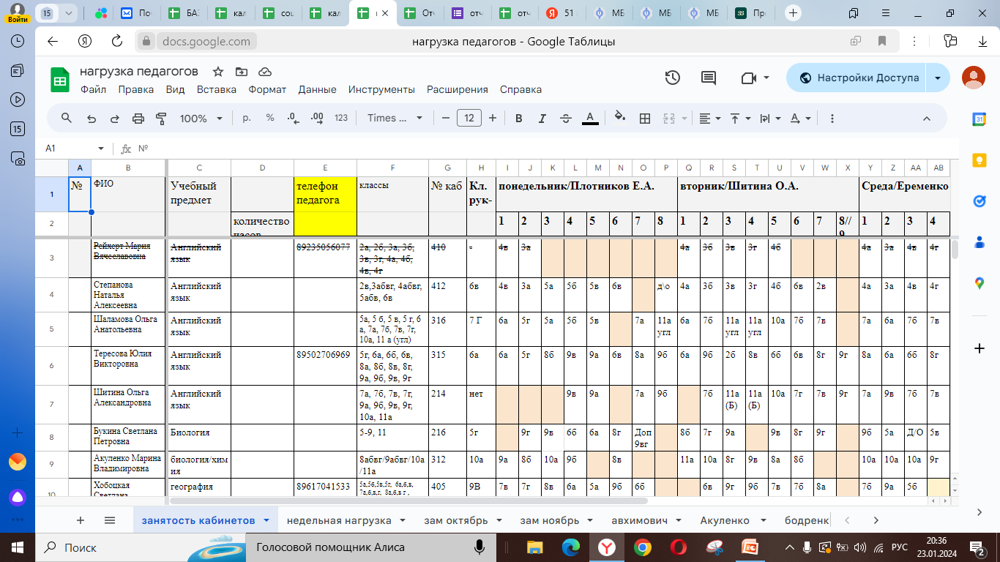 Войти
15
По
БАЗ
кал
сог
кал
Отч
отч
отч
51
МБ
МБ
МБ
Пр
docs.google.com
нагрузка педагогов - Google Таблицы
нагрузка педагогов
Файл Правка Вид Вставка Формат Данные Инструменты Расширения Справка
Настройки Доступа
100% р. % .0 .00 123 Times ... 12 B I A
A1 №
A B C D E F G H I J K L M N O P Q R S T U V W X Y Z AA AB
1 № ФИО Учебный предмет телефон педагога классы № каб Кл. рук- понедельник/Плотников Е.А. вторник/Шитина О.А. Среда/Еременко
2 количество часов 1 2 3 4 5 6 7 8 1 2 3 4 5 6 7 8// 9 1 2 3 4
3 Рейхерт Мария Вячеславовна Английский язык 89235056077 2а, 2б, 3а, 3б, 3в, 3г, 4а, 4б, 4в, 4г 410 - 4в 3а 4а 3б 3в 3г 4б 4а 3а 4в 4г
4 Степанова Наталья Алексеевна Английский язык 2в,3абвг, 4абвг, 5абв, 6в 412 6в 4в 3а 5а 5б 5в 6в д\о 4а 3б 3в 3г 4б 6в 2в 4а 3а 4в 4г
5 Шаламова Ольга Анатольевна Английский язык 5а, 5 б, 5 в, 5 г, 6 а, 7а, 7б, 7в, 7г, 10а, 11 а (угл) 316 7 Г 6а 5г 5а 5б 5в 7а 11а угл 6а 7б 11а угл 11а угл 10а 7б 7в 7а 6а 7б 7в
6 Тересова Юлия Викторовна Английский язык 89502706969 5г, 6а, 6б, 6в, 8а, 8б, 8в, 8г, 9а, 9б, 9в, 9г 315 6а 6а 5г 8б 9в 9а 6в 8а 9б 6а 9б 2б 8в 6б 6в 8г 9г 8а 6а 6б 8г
7 Шитина Ольга Александровна Английский язык 7а, 7б, 7в, 7г, 9а, 9б, 9в, 9г, 10а, 11а 214 нет 9в 9а 7а 9б 7б 11а (Б) 11а (Б) 10а 7г 7в 9г 7а 9в 7б 7в
8 Букина Светлана Петровна Биология 5-9, 11 216 5г 9г 9в 6б 6а 8г Доп 9вг 8б 7г 9а 9в 8г 9г 9б 5а Д/О 5в
9 Акуленко Марина Владимировна биология/химия 8абвг/9абвг/10а/11а 312 10а 9а 8б 10а 9б 8в 11а 10а 8г 9в 8а 8б 10а 10а 10а 9г
10 Хобоцкая Светлана география 89617041533 5а,5б,5в,5г, 6а,б,в, 7а,б,в,г, 8а,б,в г , 405 9В 7в 7г 8в 6а 5а 9б 6б 6в 9г 9б 7в 7б 8а 7б 9а 5б
занятость кабинетов недельная нагрузка зам октябрь зам ноябрь авхимович Акуленко бодренк
Поиск
Голосовой помощник Алиса
РУС
20:36
23.01.2024
2